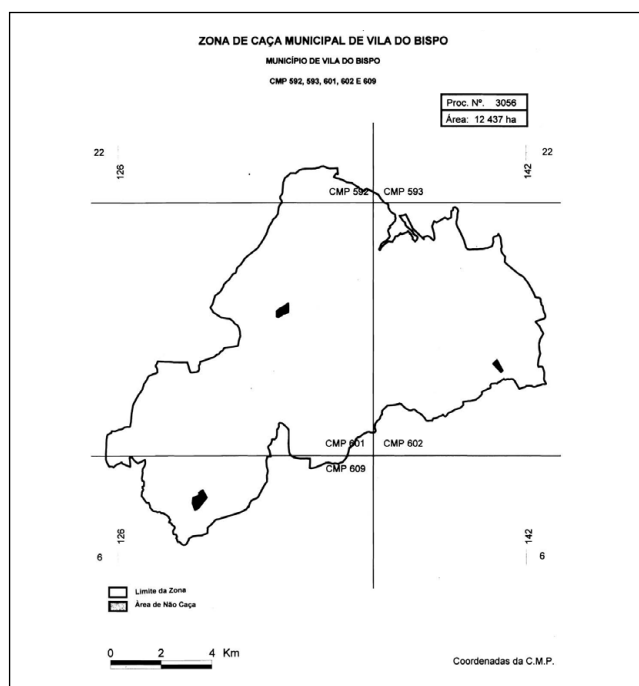 ZONA DE CAÇA MUNICIPAL DE VILA DO BISPO
MUNICÍPIO DE VILA DO BISPO
CMP 592, 593, 601, 602 E 609
Proc. Nº. 3056
Área: 12 437 ha
22
126
142
22
CMP 592
CMP 593
CMP 601
CMP 602
CMP 609
6
126
142
6
Limite da Zona
Área de Não Caça
0 2 4 Km
Coordenadas da C.M.P.